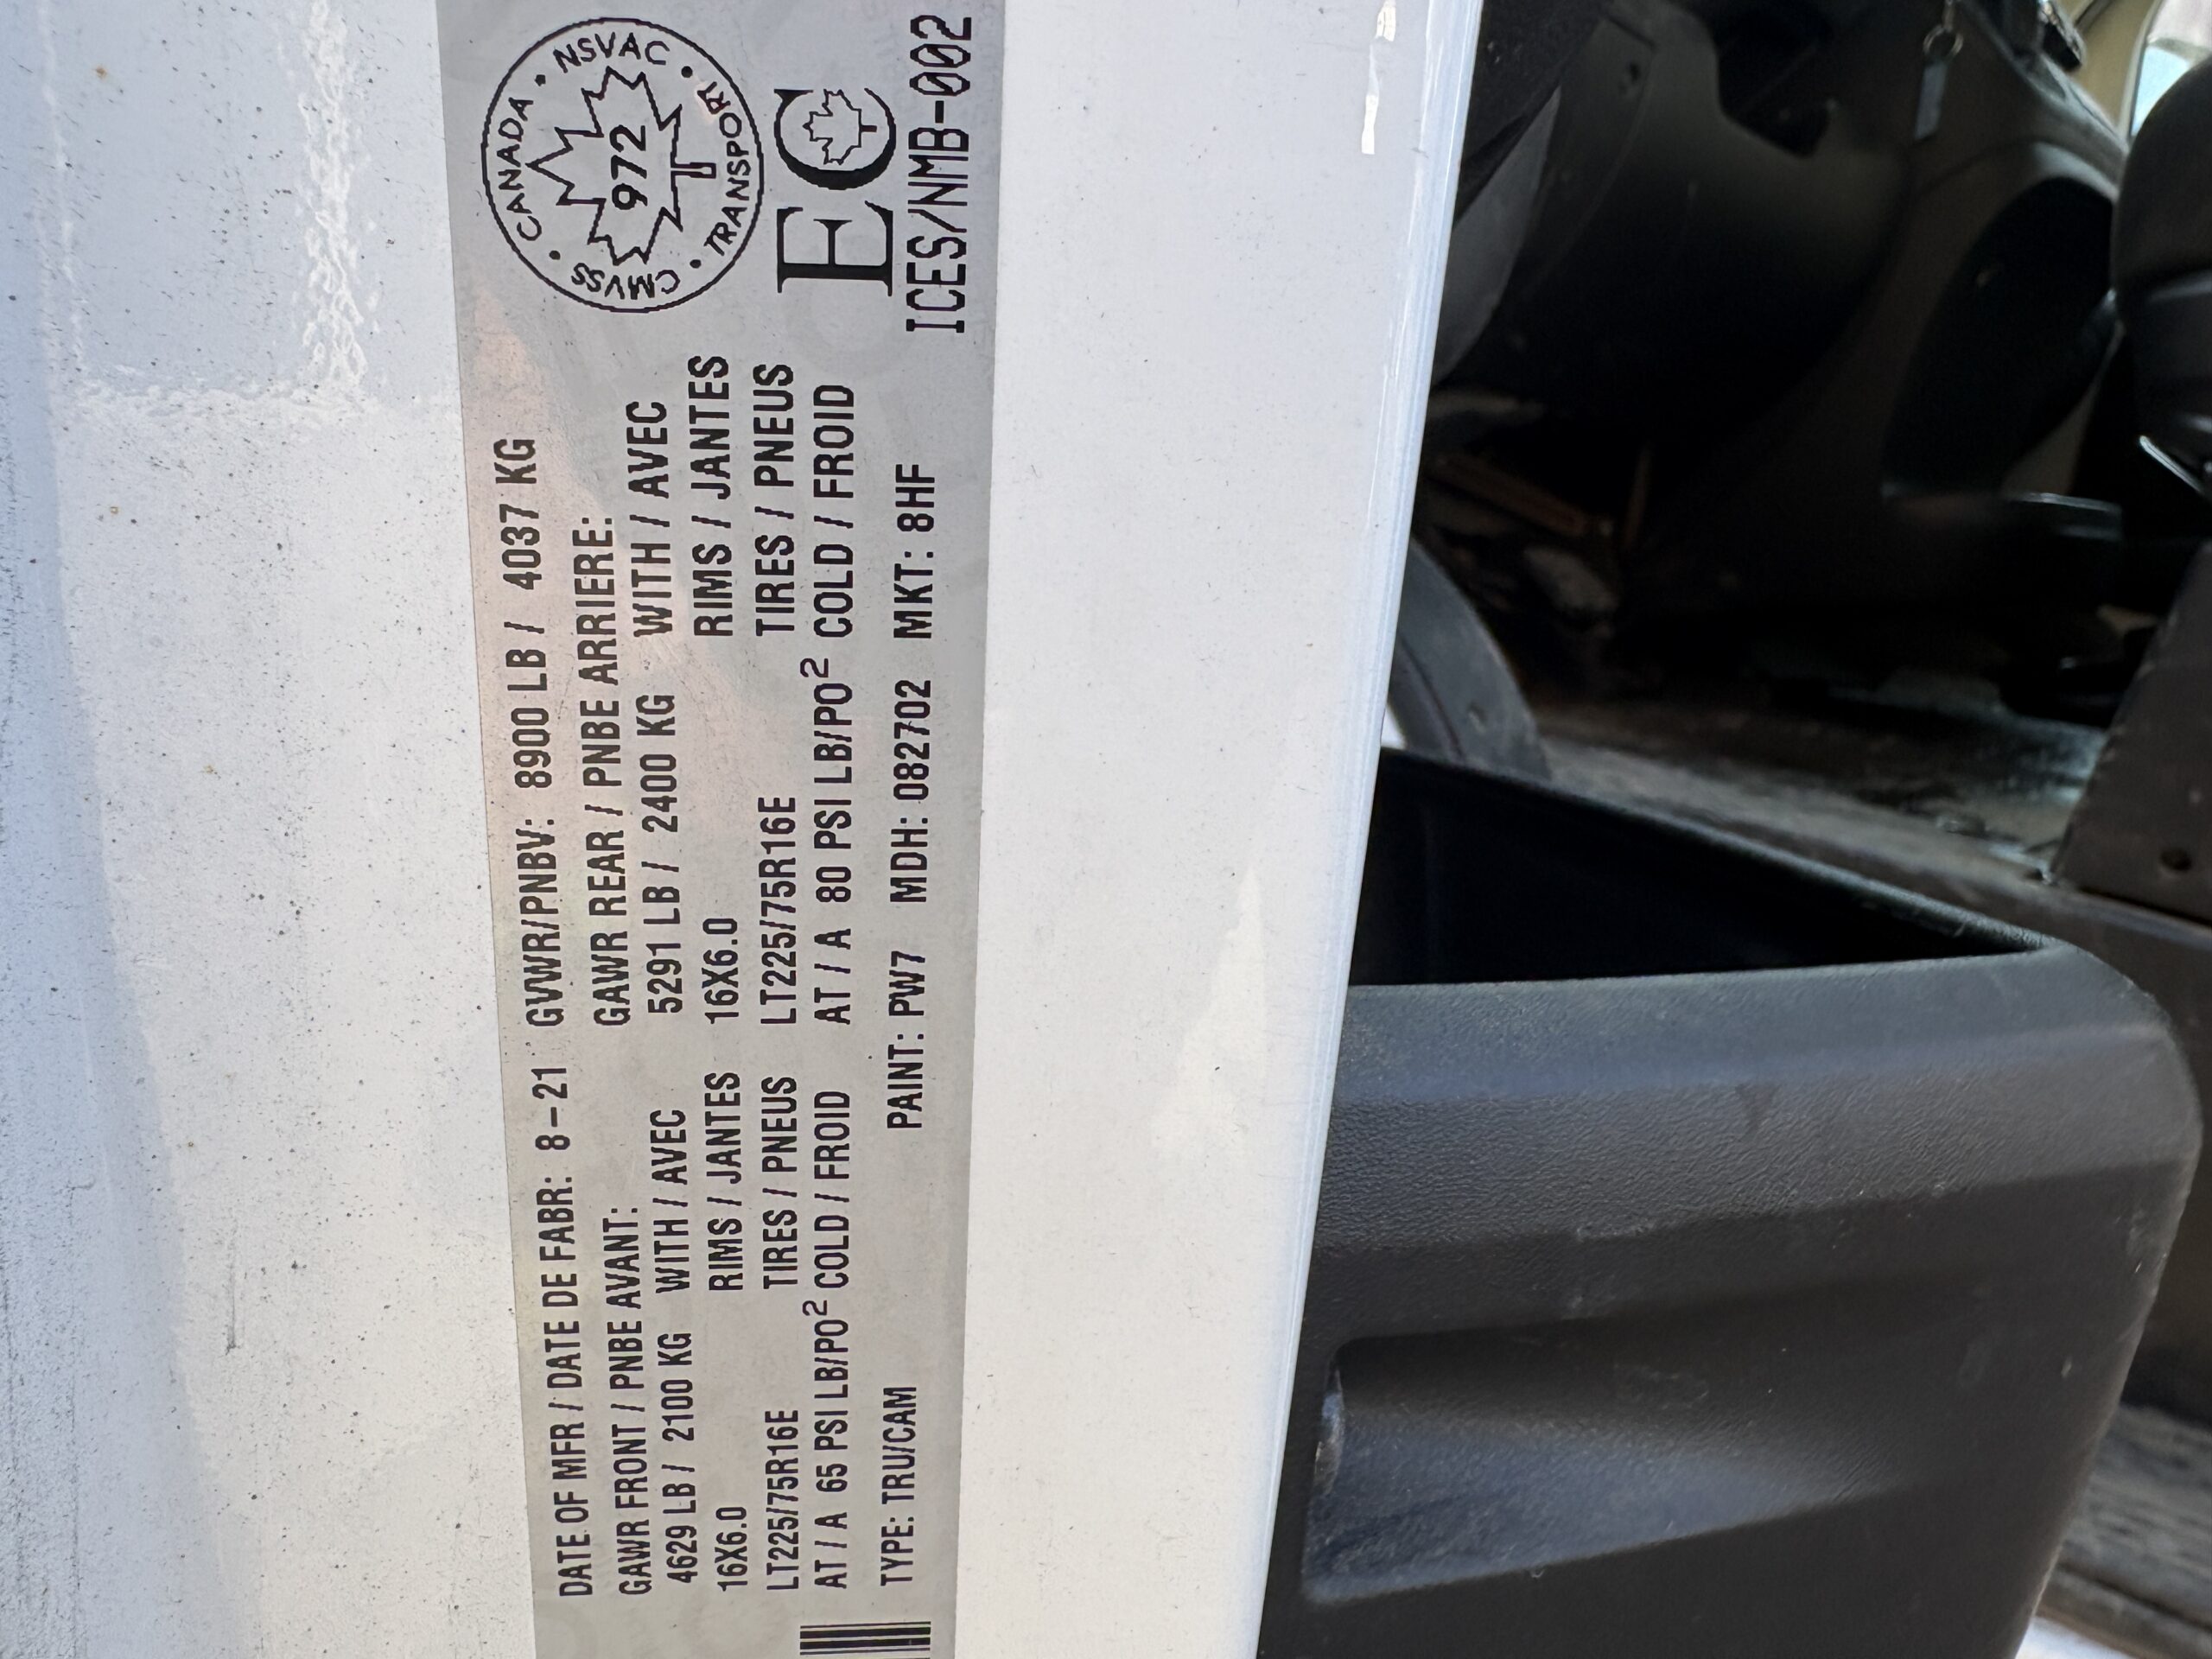 DATE OF MFR / DATE DE FABR: 8-21 GVWR/PNBV: 8900 LB / 4037 KG
GAWR FRONT / PNBE AVANT: GAWR REAR / PNBE ARRIERE:
4629 LB / 2100 KG WITH / AVEC 5291 LB / 2400 KG WITH / AVEC
16X6.0 RIMS / JANTES 16X6.0 RIMS / JANTES
LT225/75R16E TIRES / PNEUS LT225/75R16E TIRES / PNEUS
AT / A 65 PSI LB/PO² COLD / FROID AT / A 80 PSI LB/PO² COLD / FROID
TYPE: TRU/CAM PAINT: PW7 MDH: 082702 MKT: 8HF
CANADA • NSVAC • TRANSPORT • CMVSS •
972
EC
ICES/NMB-002